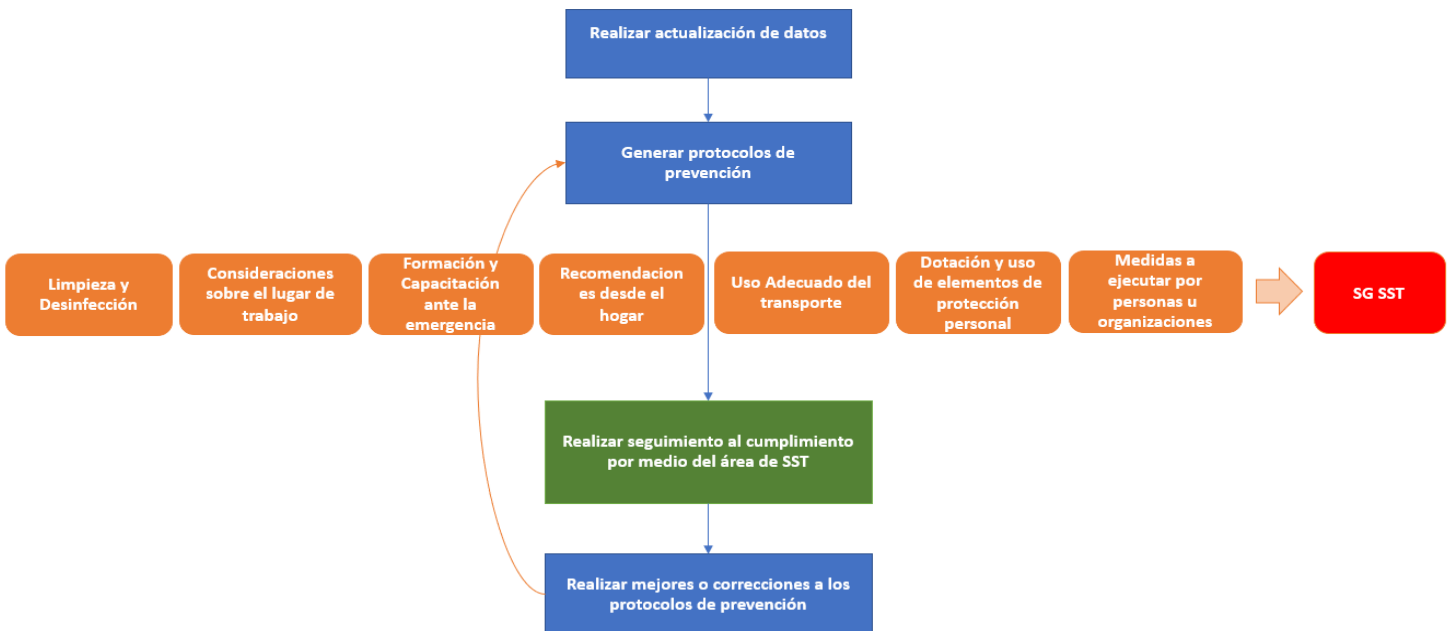 Realizar actualización de datos
Generar protocolos de
prevención
Limpieza y
Desinfección
Consideraciones
sobre el lugar de
trabajo
Formación y
Capacitación
ante la
emergencia
Recomendacion
es desde el
hogar
Uso Adecuado del
transporte
Dotación y uso
de elementos de
protección
personal
Medidas a
ejecutar por
personas u
organizaciones
SG SST
Realizar seguimiento al cumplimiento
por medio del área de SST
Realizar mejores o correcciones a los
protocolos de prevención